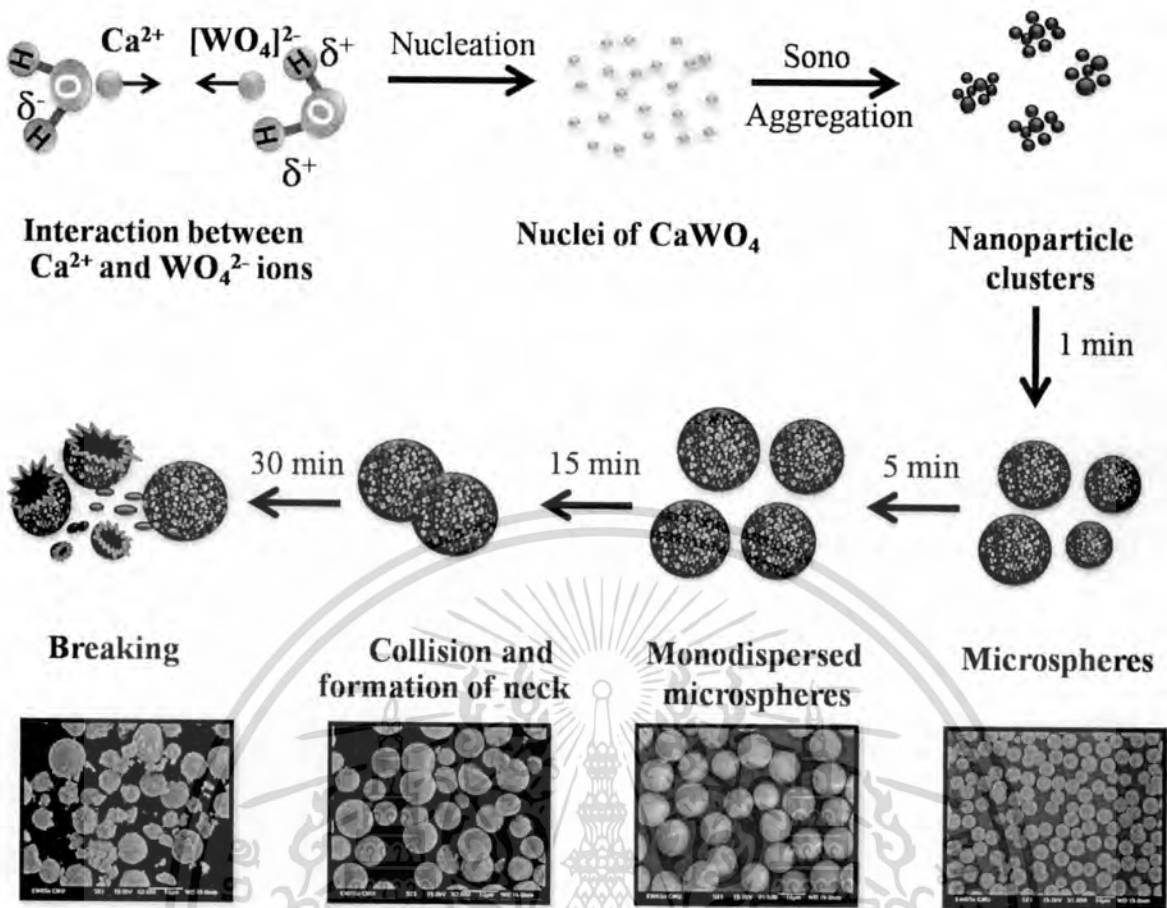 Ca²⁺ [WO₄]²⁻
H O H δ⁻
H O H δ⁺ δ⁺
Nucleation
Sono
Aggregation
Interaction between
Ca²⁺ and WO₄²⁻ ions
Nuclei of CaWO₄
Nanoparticle
clusters
1 min
5 min
15 min
30 min
Breaking
Collision and
formation of neck
Monodispersed
microspheres
Microspheres